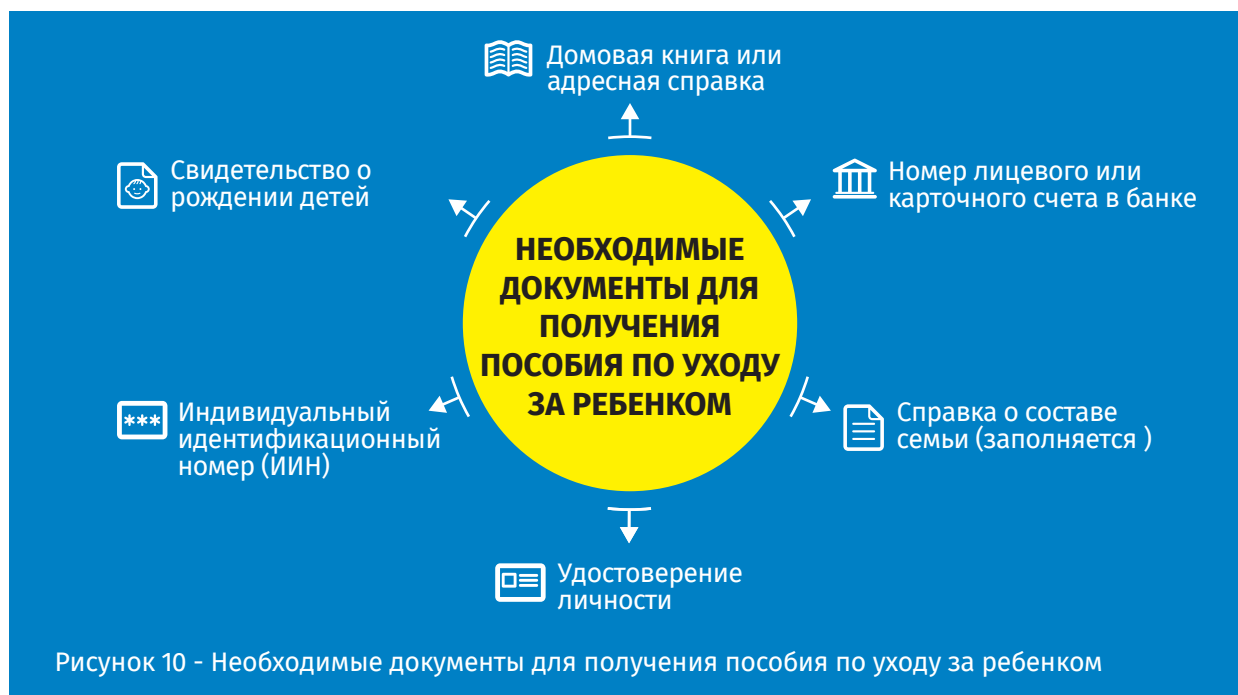 Домовая книга или
адресная справка
Свидетельство о
рождении детей
Номер лицевого или
карточного счета в банке
НЕОБХОДИМЫЕ
ДОКУМЕНТЫ ДЛЯ
ПОЛУЧЕНИЯ
ПОСОБИЯ ПО УХОДУ
ЗА РЕБЕНКОМ
***
Индивидуальный
идентификационный
номер (ИИН)
Справка о составе
семьи (заполняется )
Удостоверение
личности
Рисунок 10 - Необходимые документы для получения пособия по уходу за ребенком